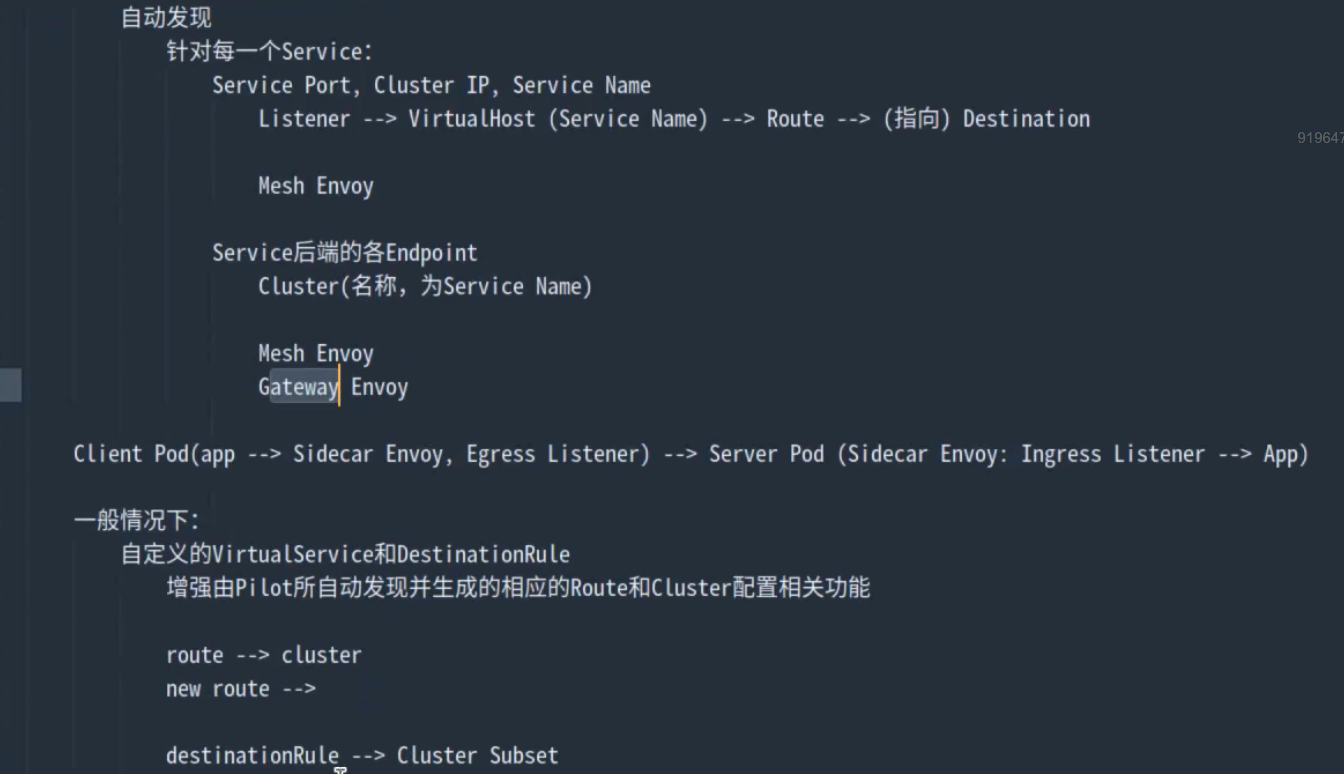 自动发现
针对每一个Service：
Service Port, Cluster IP, Service Name
Listener --> VirtualHost (Service Name) --> Route --> (指向) Destination
919647
Mesh Envoy
Service后端的各Endpoint
Cluster(名称，为Service Name)
Mesh Envoy
Gateway Envoy
Client Pod(app --> Sidecar Envoy, Egress Listener) --> Server Pod (Sidecar Envoy: Ingress Listener --> App)
一般情况下：
自定义的VirtualService和DestinationRule
增强由Pilot所自动发现并生成的相应的Route和Cluster配置相关功能
route --> cluster
new route -->
destinationRule --> Cluster Subset